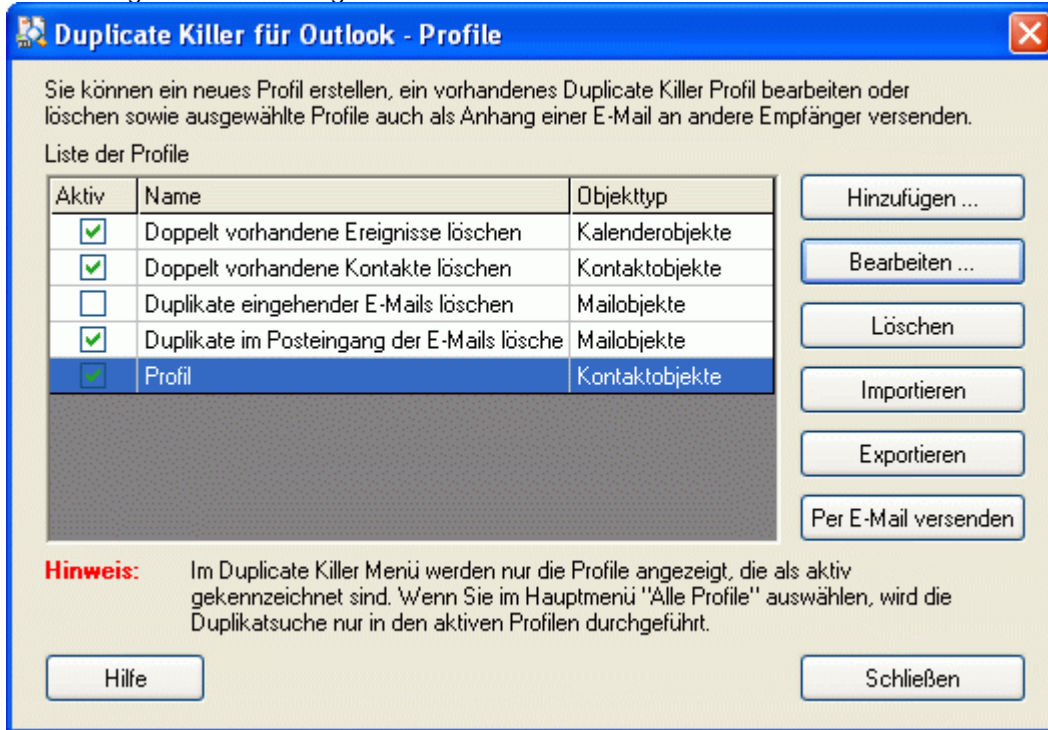 Duplicate Killer für Outlook - Profile
Sie können ein neues Profil erstellen, ein vorhandenes Duplicate Killer Profil bearbeiten oder
löschen sowie ausgewählte Profile auch als Anhang einer E-Mail an andere Empfänger versenden.
Liste der Profile
Aktiv Name Objekttyp
Doppelt vorhandene Ereignisse löschen Kalenderobjekte
Doppelt vorhandene Kontakte löschen Kontaktobjekte
Duplikate eingehender E-Mails löschen Mailobjekte
Duplikate im Posteingang der E-Mails lösche Mailobjekte
Profil Kontaktobjekte
Hinzufügen ...
Bearbeiten ...
Löschen
Importieren
Exportieren
Per E-Mail versenden
Hinweis: Im Duplicate Killer Menü werden nur die Profile angezeigt, die als aktiv
gekennzeichnet sind. Wenn Sie im Hauptmenü "Alle Profile" auswählen, wird die
Duplikatsuche nur in den aktiven Profilen durchgeführt.
Hilfe
Schließen